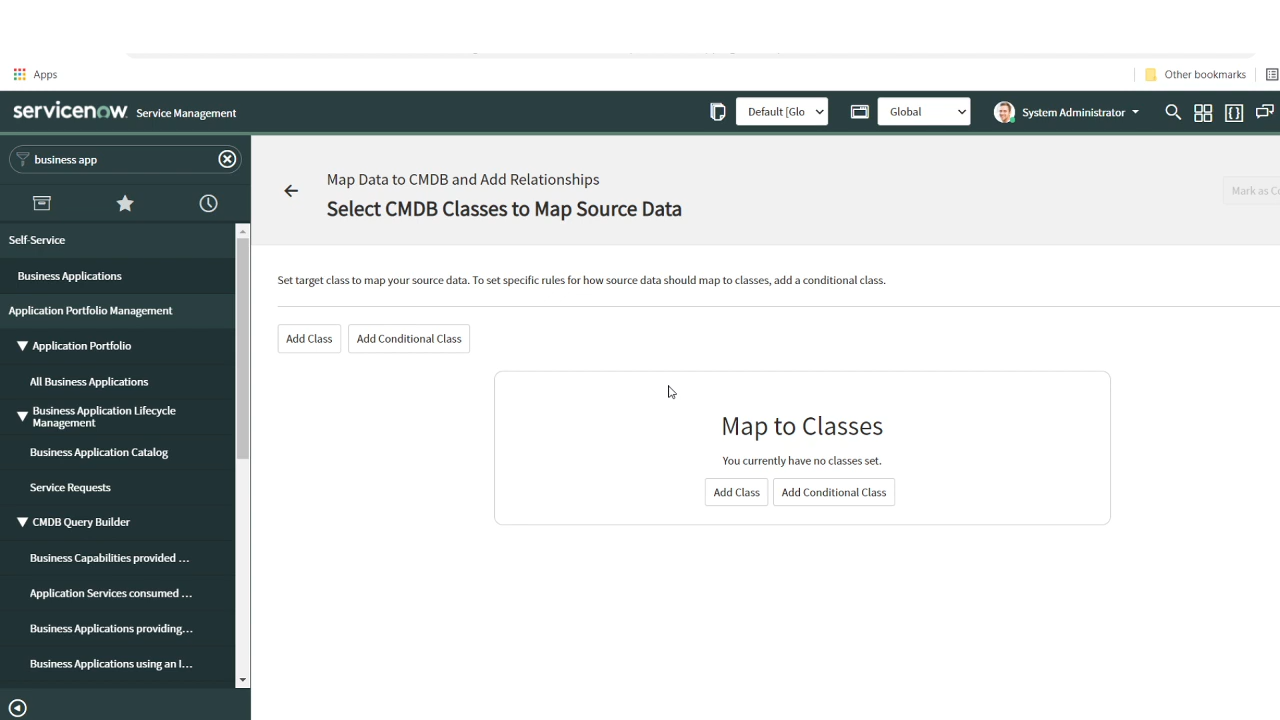 Apps
Other bookmarks
servicenow Service Management
Default [Glo
Global
System Administrator
business app
Map Data to CMDB and Add Relationships
Select CMDB Classes to Map Source Data
Mark as Co
Self-Service
Business Applications
Application Portfolio Management
Application Portfolio
All Business Applications
Business Application Lifecycle
Management
Business Application Catalog
Service Requests
CMDB Query Builder
Business Capabilities provided ...
Application Services consumed ...
Business Applications providing...
Business Applications using an I...
Set target class to map your source data. To set specific rules for how source data should map to classes, add a conditional class.
Add Class Add Conditional Class
Map to Classes
You currently have no classes set.
Add Class Add Conditional Class